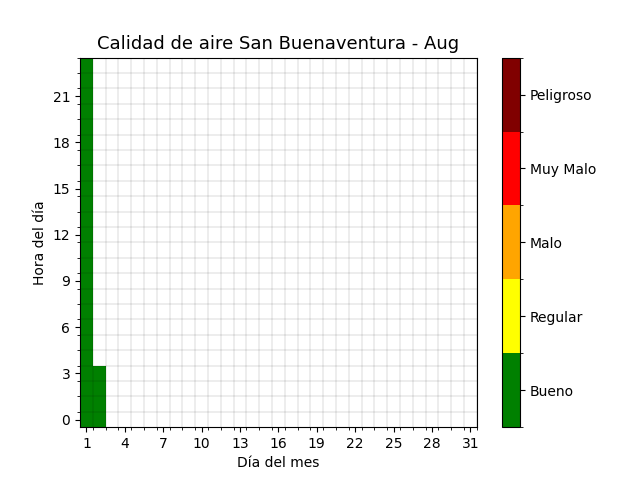 Calidad de aire San Buenaventura - Aug
Hora del día
21
18
15
12
9
6
3
0
1 4 7 10 13 16 19 22 25 28 31
Día del mes
Peligroso
Muy Malo
Malo
Regular
Bueno